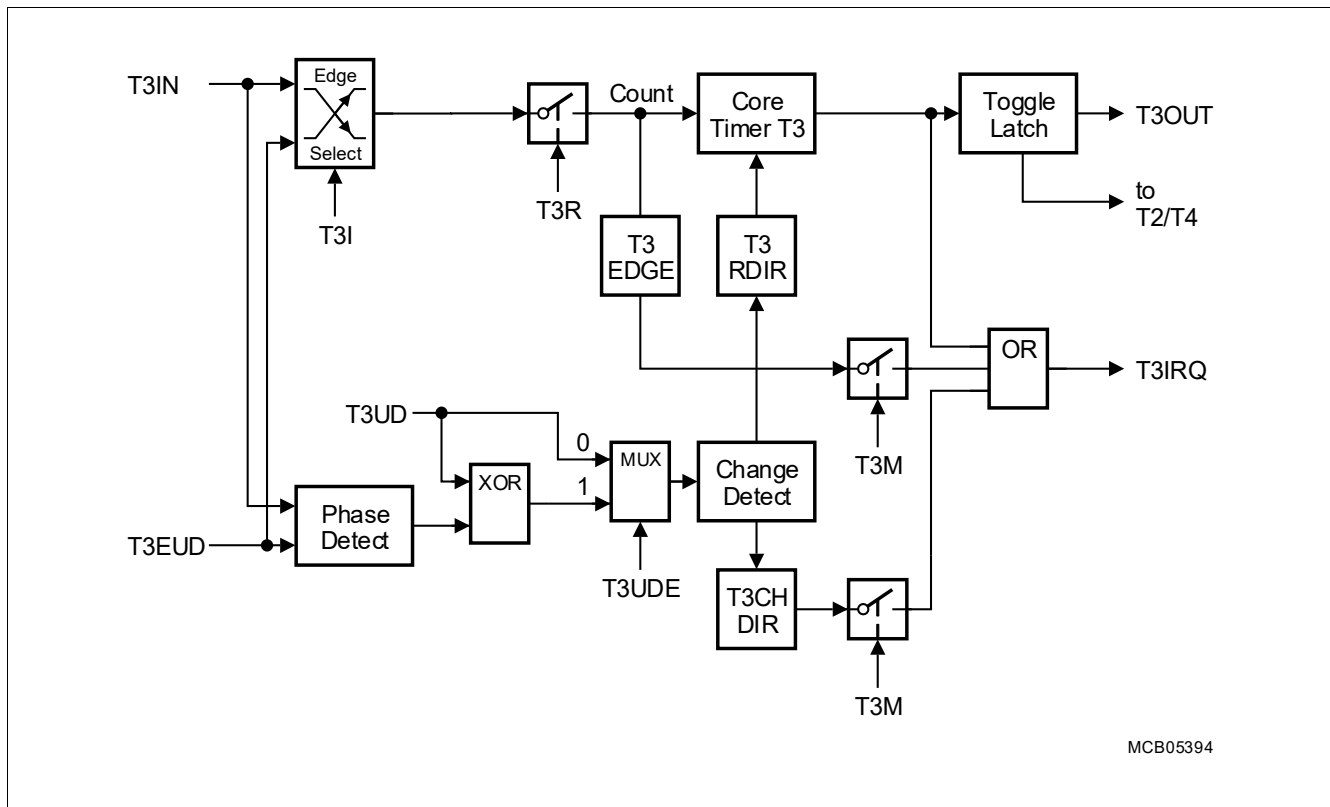 T3IN
Edge
Select
T3I
T3R
Count
Core
Timer T3
Toggle
Latch
T3OUT
to
T2/T4
T3
EDGE
T3
RDIR
OR
T3IRQ
T3M
T3UD
0
1
XOR
MUX
Change
Detect
Phase
Detect
T3EUD
T3UDE
T3CH
DIR
T3M
MCB05394